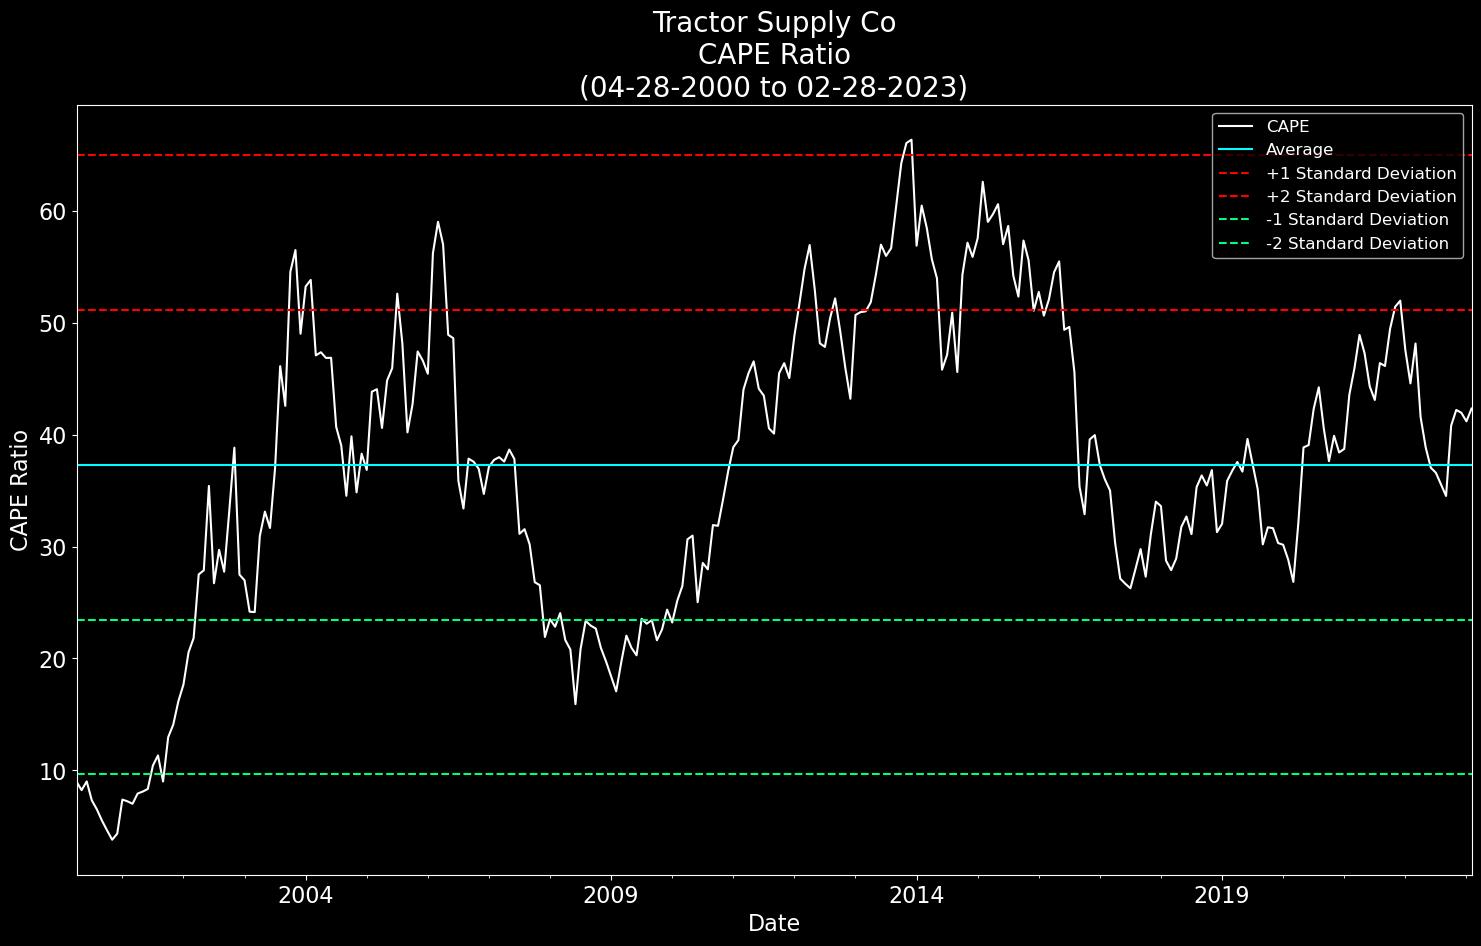 Tractor Supply Co
CAPE Ratio
(04-28-2000 to 02-28-2023)
CAPE
Average
+1 Standard Deviation
+2 Standard Deviation
-1 Standard Deviation
-2 Standard Deviation
CAPE Ratio
60
50
40
30
20
10
2004
2009
2014
2019
Date